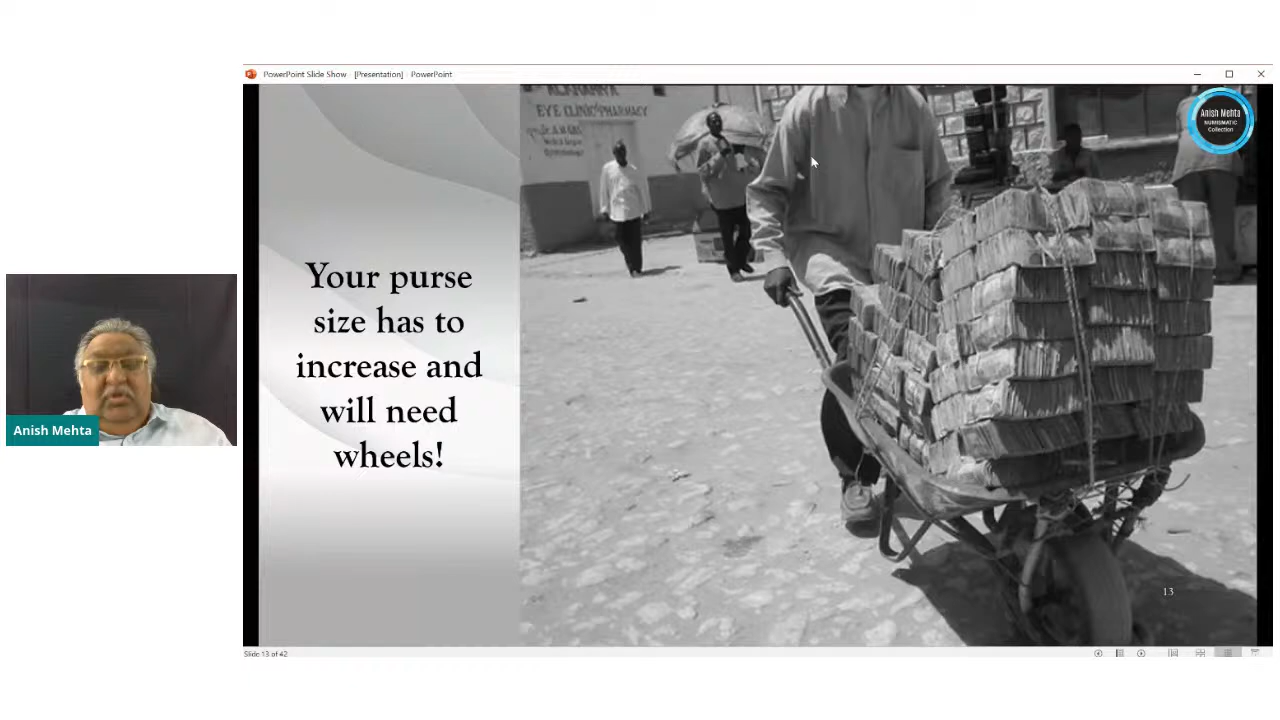 PowerPoint Slide Show - [Presentation] - PowerPoint
Anish Mehta
NUMISMATIC
Collection
EYE CLINIC/PHARMACY
Your purse
size has to
increase and
will need
wheels!
Anish Mehta
13
Slide 13 of 42